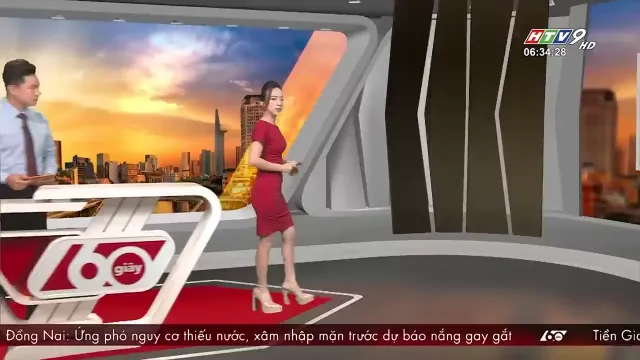 HTV9 HD
06:34:28
60 giây
Đồng Nai: Ứng phó nguy cơ thiếu nước, xâm nhập mặn trước dự báo nắng gay gắt 60 Tiền Gia